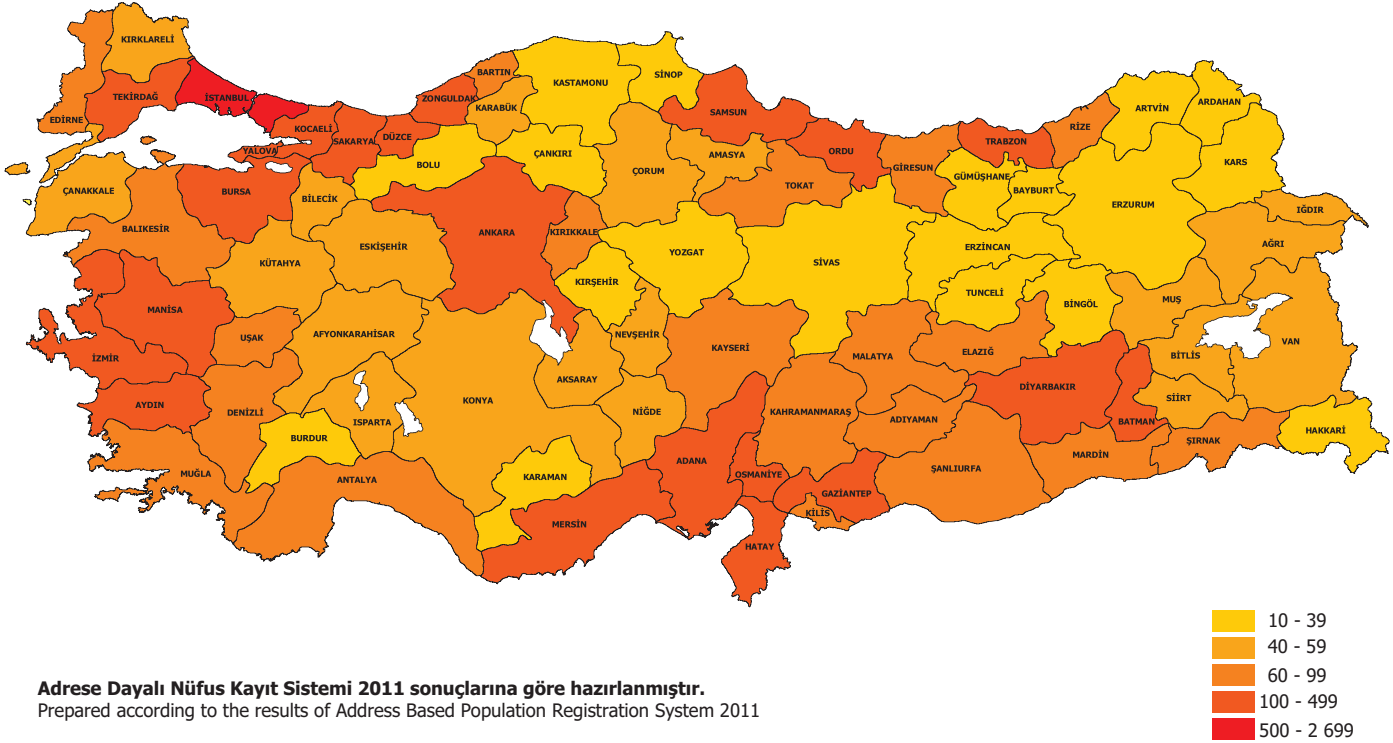 KIRKLARELİ
EDİRNE
TEKİRDAĞ
İSTANBUL
KOCAELİ
YALOVA
SAKARYA
DÜZCE
ZONGULDAK
BARTIN
KARABÜK
KASTAMONU
SİNOP
SAMSUN
ORDU
GİRESUN
TRABZON
RİZE
ARTVİN
ARDAHAN
KARS
BOLU
ÇANKIRI
ÇORUM
AMASYA
TOKAT
GÜMÜŞHANE
BAYBURT
ERZURUM
IĞDIR
AĞRI
ÇANAKKALE
BALIKESİR
BURSA
BİLECİK
ESKİŞEHİR
KÜTAHYA
ANKARA
KIRIKKALE
YOZGAT
KIRŞEHİR
SİVAS
ERZİNCAN
TUNCELİ
BİNGÖL
MUŞ
BİTLİS
VAN
MANİSA
İZMİR
UŞAK
AFYONKARAHİSAR
AYDIN
DENİZLİ
ISPARTA
BURDUR
KONYA
AKSARAY
NEVŞEHİR
NİĞDE
KAYSERİ
MALATYA
ELAZIĞ
DİYARBAKIR
BATMAN
SİİRT
ŞIRNAK
HAKKARİ
MUĞLA
ANTALYA
KARAMAN
MERSİN
ADANA
OSMANİYE
KAHRAMANMARAŞ
ADIYAMAN
GAZİANTEP
KİLİS
HATAY
ŞANLIURFA
MARDİN
10 - 39
40 - 59
60 - 99
100 - 499
500 - 2 699
Adrese Dayalı Nüfus Kayıt Sistemi 2011 sonuçlarına göre hazırlanmıştır.
Prepared according to the results of Address Based Population Registration System 2011